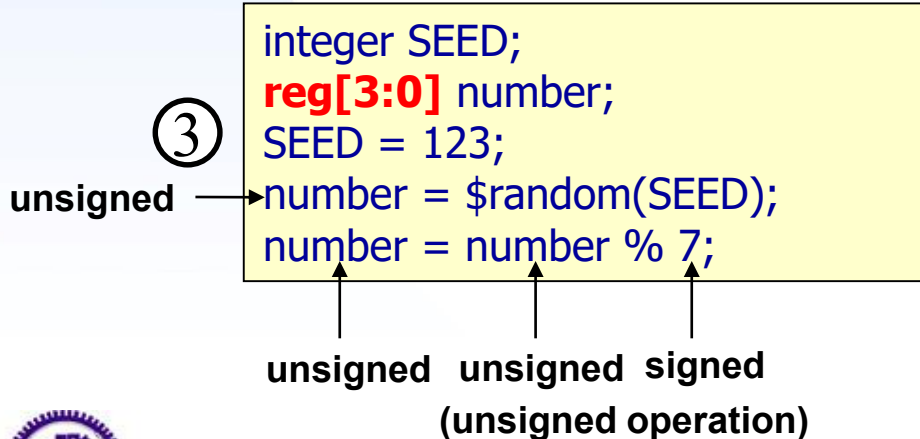 integer SEED;
reg[3:0] number;
③
SEED = 123;
unsigned
number = $random(SEED);
number = number % 7;
unsigned unsigned signed
(unsigned operation)